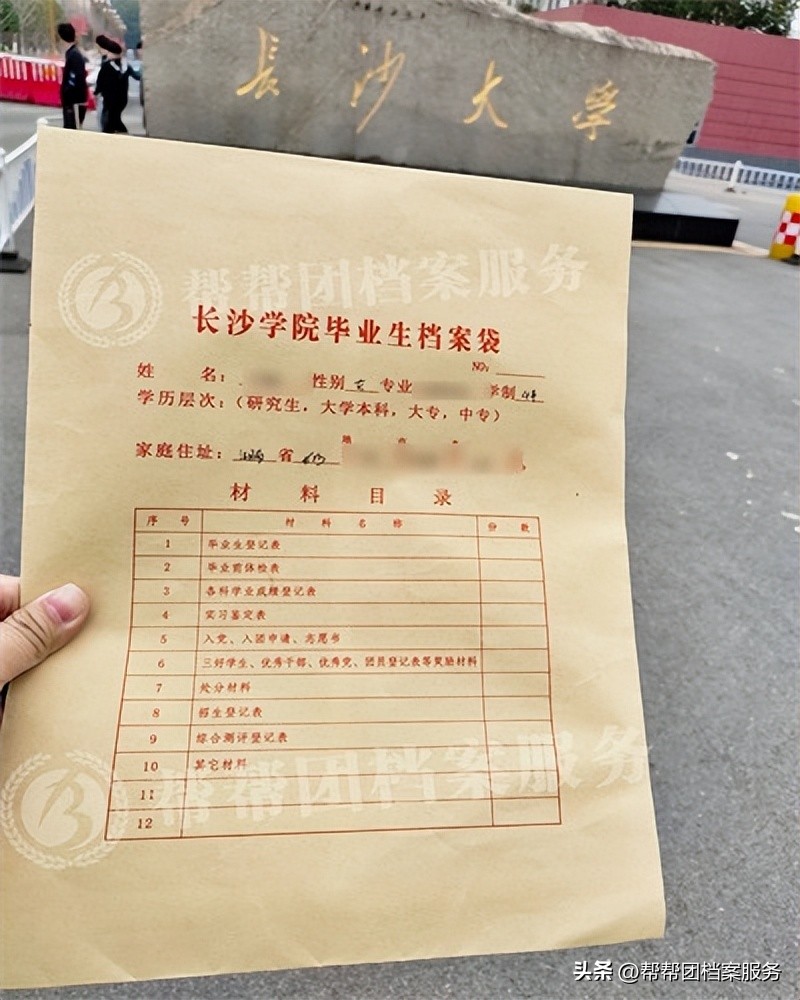 长沙大学
帮帮团档案服务
长沙学院毕业生档案袋
NO:
姓 名: 性别 女 专业 学制 4年
学历层次:(研究生,大学本科,大专,中专)
家庭住址: 湖南 省
材 料 目 录
序 号 材 料 名 称 份 数
1 毕业生登记表
2 毕业前体检表
3 各科学业成绩登记表
4 实习鉴定表
5 入党、入团申请、志愿书
6 三好学生、优秀干部、优秀党、团员登记表等奖励材料
7 处分材料
8 招生登记表
9 综合测评登记表
10 其它材料
11
12
帮帮团档案服务
头条 @帮帮团档案服务